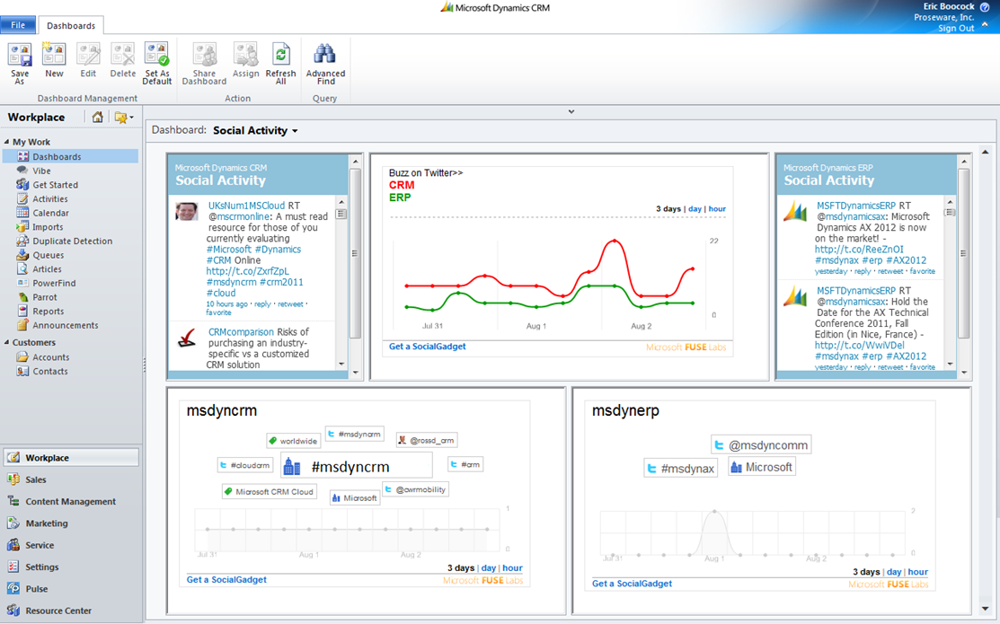 Microsoft Dynamics CRM
Eric Boocock
Proseware, Inc.
Sign Out
File
Dashboards
Save As
New
Edit
Delete
Set As Default
Share Dashboard
Assign
Refresh All
Advanced Find
Dashboard Management
Action
Query
Workplace
My Work
Dashboards
Vibe
Get Started
Activities
Calendar
Imports
Duplicate Detection
Queues
Articles
PowerFind
Parrot
Reports
Announcements
Customers
Accounts
Contacts
Workplace
Sales
Content Management
Marketing
Service
Settings
Pulse
Resource Center
Dashboard: Social Activity
Microsoft Dynamics CRM
Social Activity
UKsNum1MSCloud RT
@mscrmonline: A must read
resource for those of you
currently evaluating
#Microsoft #Dynamics
#CRM Online
http://t.co/ZxrfZpL
#msdyncrm #crm2011
#cloud
10 hours ago · reply · retweet ·
favorite
CRMcomparison Risks of
purchasing an industry-
specific vs a customized
CRM solution
Buzz on Twitter>>
CRM
ERP
3 days | day | hour
22
0
Jul 31
Aug 1
Aug 2
Get a SocialGadget
Microsoft FUSE Labs
Microsoft Dynamics ERP
Social Activity
MSFTDynamicsERP RT
@msdynamicsax: Microsoft
Dynamics AX 2012 is now
on the market! -
http://t.co/ReeZnOI
#msdynax #erp #AX2012
yesterday · reply · retweet · favorite
MSFTDynamicsERP RT
@msdynamicsax: Hold the
Date for the AX Technical
Conference 2011, Fall
Edition (in Nice, France) -
http://t.co/WwiVDel
#msdynax #erp #AX2012
yesterday · reply · retweet · favorite
msdyncrm
worldwide
#msdyncrm
@rossd_crm
#cloudcrm
#msdyncrm
#crm
Microsoft CRM Cloud
Microsoft
@cwrmobility
1
0
Jul 31
Aug 1
Aug 2
3 days | day | hour
Get a SocialGadget
Microsoft FUSE Labs
msdynerp
@msdyncomm
#msdynax
Microsoft
2
0
Jul 31
Aug 1
Aug 2
3 days | day | hour
Get a SocialGadget
Microsoft FUSE Labs